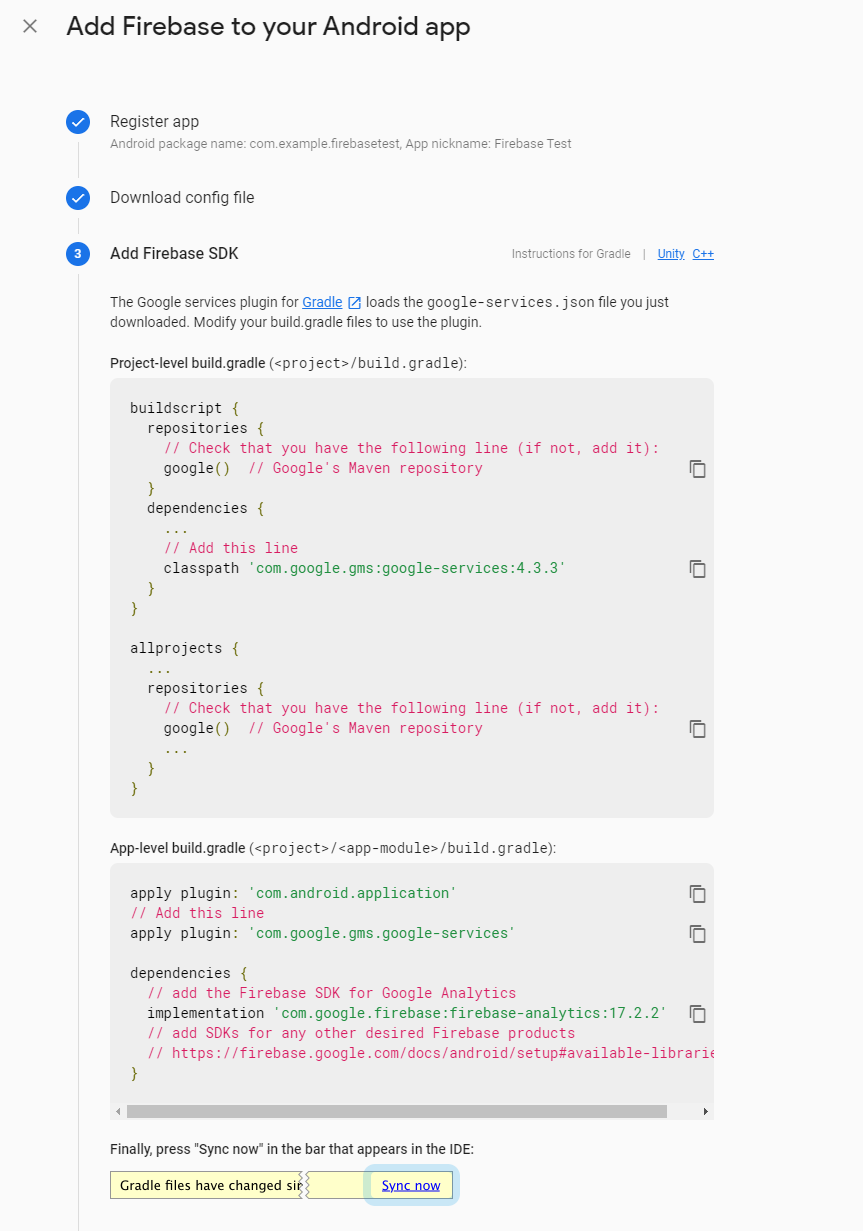 Add Firebase to your Android app
Register app
Android package name: com.example.firebasetest, App nickname: Firebase Test
Download config file
3 Add Firebase SDK Instructions for Gradle | Unity C++
The Google services plugin for Gradle loads the google-services.json file you just
downloaded. Modify your build.gradle files to use the plugin.
Project-level build.gradle (<project>/build.gradle):
buildscript {
  repositories {
    // Check that you have the following line (if not, add it):
    google()  // Google's Maven repository
  }
  dependencies {
    ...
    // Add this line
    classpath 'com.google.gms:google-services:4.3.3'
  }
}
allprojects {
  ...
  repositories {
    // Check that you have the following line (if not, add it):
    google()  // Google's Maven repository
    ...
  }
}
App-level build.gradle (<project>/<app-module>/build.gradle):
apply plugin: 'com.android.application'
// Add this line
apply plugin: 'com.google.gms.google-services'
dependencies {
  // add the Firebase SDK for Google Analytics
  implementation 'com.google.firebase:firebase-analytics:17.2.2'
  // add SDKs for any other desired Firebase products
  // https://firebase.google.com/docs/android/setup#available-librarie
}
Finally, press "Sync now" in the bar that appears in the IDE:
Gradle files have changed sin Sync now